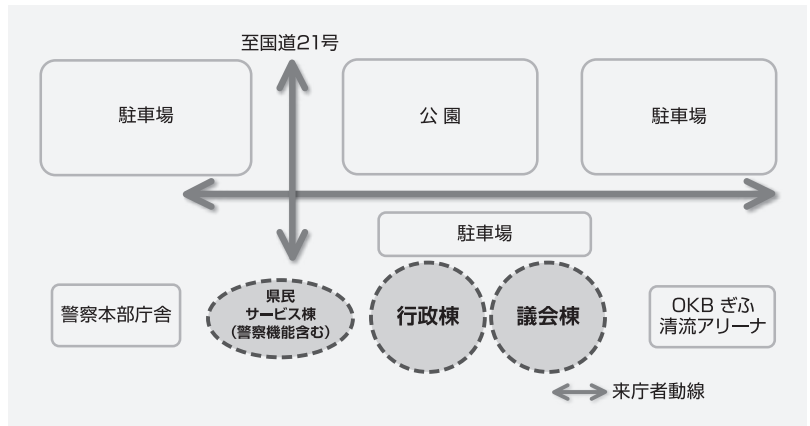 至国道21号
駐車場
公園
駐車場
駐車場
警察本部庁舎
県民
サービス棟
(警察機能含む)
行政棟
議会棟
OKB ぎふ
清流アリーナ
来庁者動線